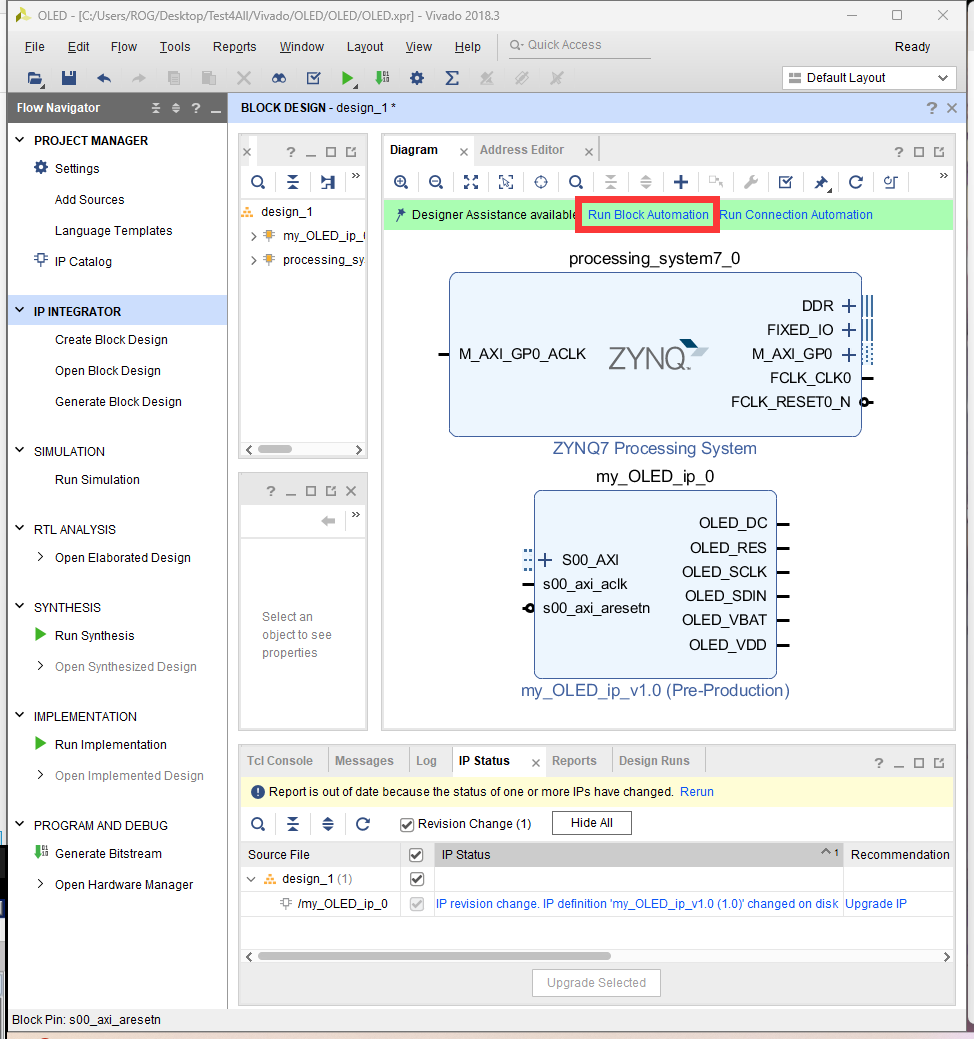 OLED - [C:/Users/ROG/Desktop/Test4All/Vivado/OLED/OLED/OLED.xpr] - Vivado 2018.3
File Edit Flow Tools Reports Window Layout View Help Quick Access Ready
Default Layout
Flow Navigator
PROJECT MANAGER
Settings
Add Sources
Language Templates
IP Catalog
IP INTEGRATOR
Create Block Design
Open Block Design
Generate Block Design
SIMULATION
Run Simulation
RTL ANALYSIS
Open Elaborated Design
SYNTHESIS
Run Synthesis
Open Synthesized Design
IMPLEMENTATION
Run Implementation
Open Implemented Design
PROGRAM AND DEBUG
Generate Bitstream
Open Hardware Manager
BLOCK DESIGN - design_1 *
design_1
my_OLED_ip_
processing_sy
Select an
object to see
properties
Diagram Address Editor
Designer Assistance available Run Block Automation Run Connection Automation
processing_system7_0
M_AXI_GP0_ACLK
ZYNQ
DDR
FIXED_IO
M_AXI_GP0
FCLK_CLK0
FCLK_RESET0_N
ZYNQ7 Processing System
my_OLED_ip_0
S00_AXI
s00_axi_aclk
s00_axi_aresetn
OLED_DC
OLED_RES
OLED_SCLK
OLED_SDIN
OLED_VBAT
OLED_VDD
my_OLED_ip_v1.0 (Pre-Production)
Tcl Console Messages Log IP Status Reports Design Runs
Report is out of date because the status of one or more IPs have changed. Rerun
Revision Change (1) Hide All
Source File IP Status 1 Recommendation
design_1 (1)
/my_OLED_ip_0 IP revision change. IP definition 'my_OLED_ip_v1.0 (1.0)' changed on disk Upgrade IP
Upgrade Selected
Block Pin: s00_axi_aresetn